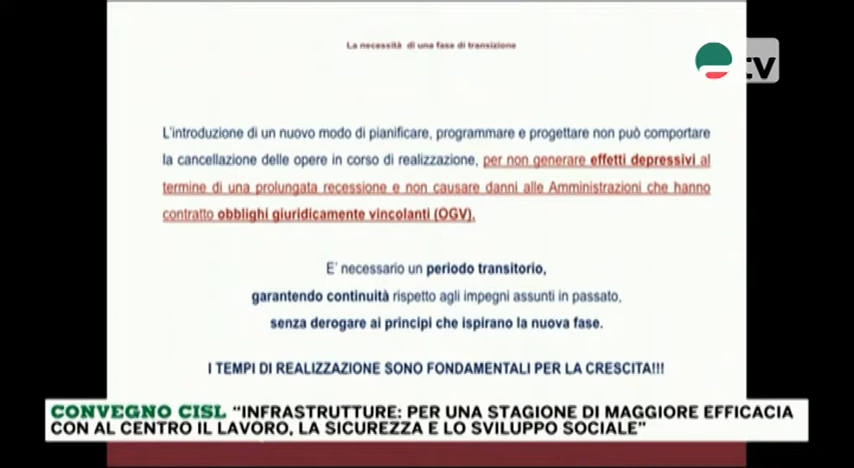 La necessità di una fase di transizione
tv
L'introduzione di un nuovo modo di pianificare, programmare e progettare non può comportare
la cancellazione delle opere in corso di realizzazione, per non generare effetti depressivi al
termine di una prolungata recessione e non causare danni alle Amministrazioni che hanno
contratto obblighi giuridicamente vincolanti (OGV).
E' necessario un periodo transitorio,
garantendo continuità rispetto agli impegni assunti in passato,
senza derogare ai principi che ispirano la nuova fase.
I TEMPI DI REALIZZAZIONE SONO FONDAMENTALI PER LA CRESCITA!!!
CONVEGNO CISL "INFRASTRUTTURE: PER UNA STAGIONE DI MAGGIORE EFFICACIA
CON AL CENTRO IL LAVORO, LA SICUREZZA E LO SVILUPPO SOCIALE"